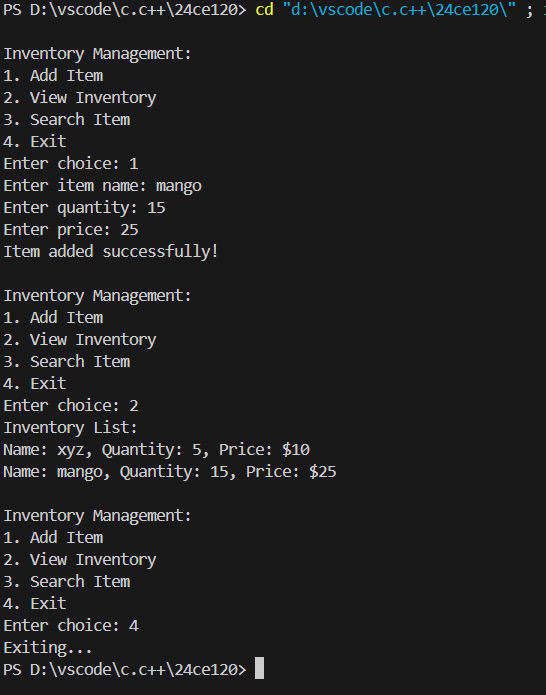 PS D:\vscode\c.c++\24ce120> cd "d:\vscode\c.c++\24ce120\" ;
Inventory Management:
1. Add Item
2. View Inventory
3. Search Item
4. Exit
Enter choice: 1
Enter item name: mango
Enter quantity: 15
Enter price: 25
Item added successfully!
Inventory Management:
1. Add Item
2. View Inventory
3. Search Item
4. Exit
Enter choice: 2
Inventory List:
Name: xyz, Quantity: 5, Price: $10
Name: mango, Quantity: 15, Price: $25
Inventory Management:
1. Add Item
2. View Inventory
3. Search Item
4. Exit
Enter choice: 4
Exiting...
PS D:\vscode\c.c++\24ce120>